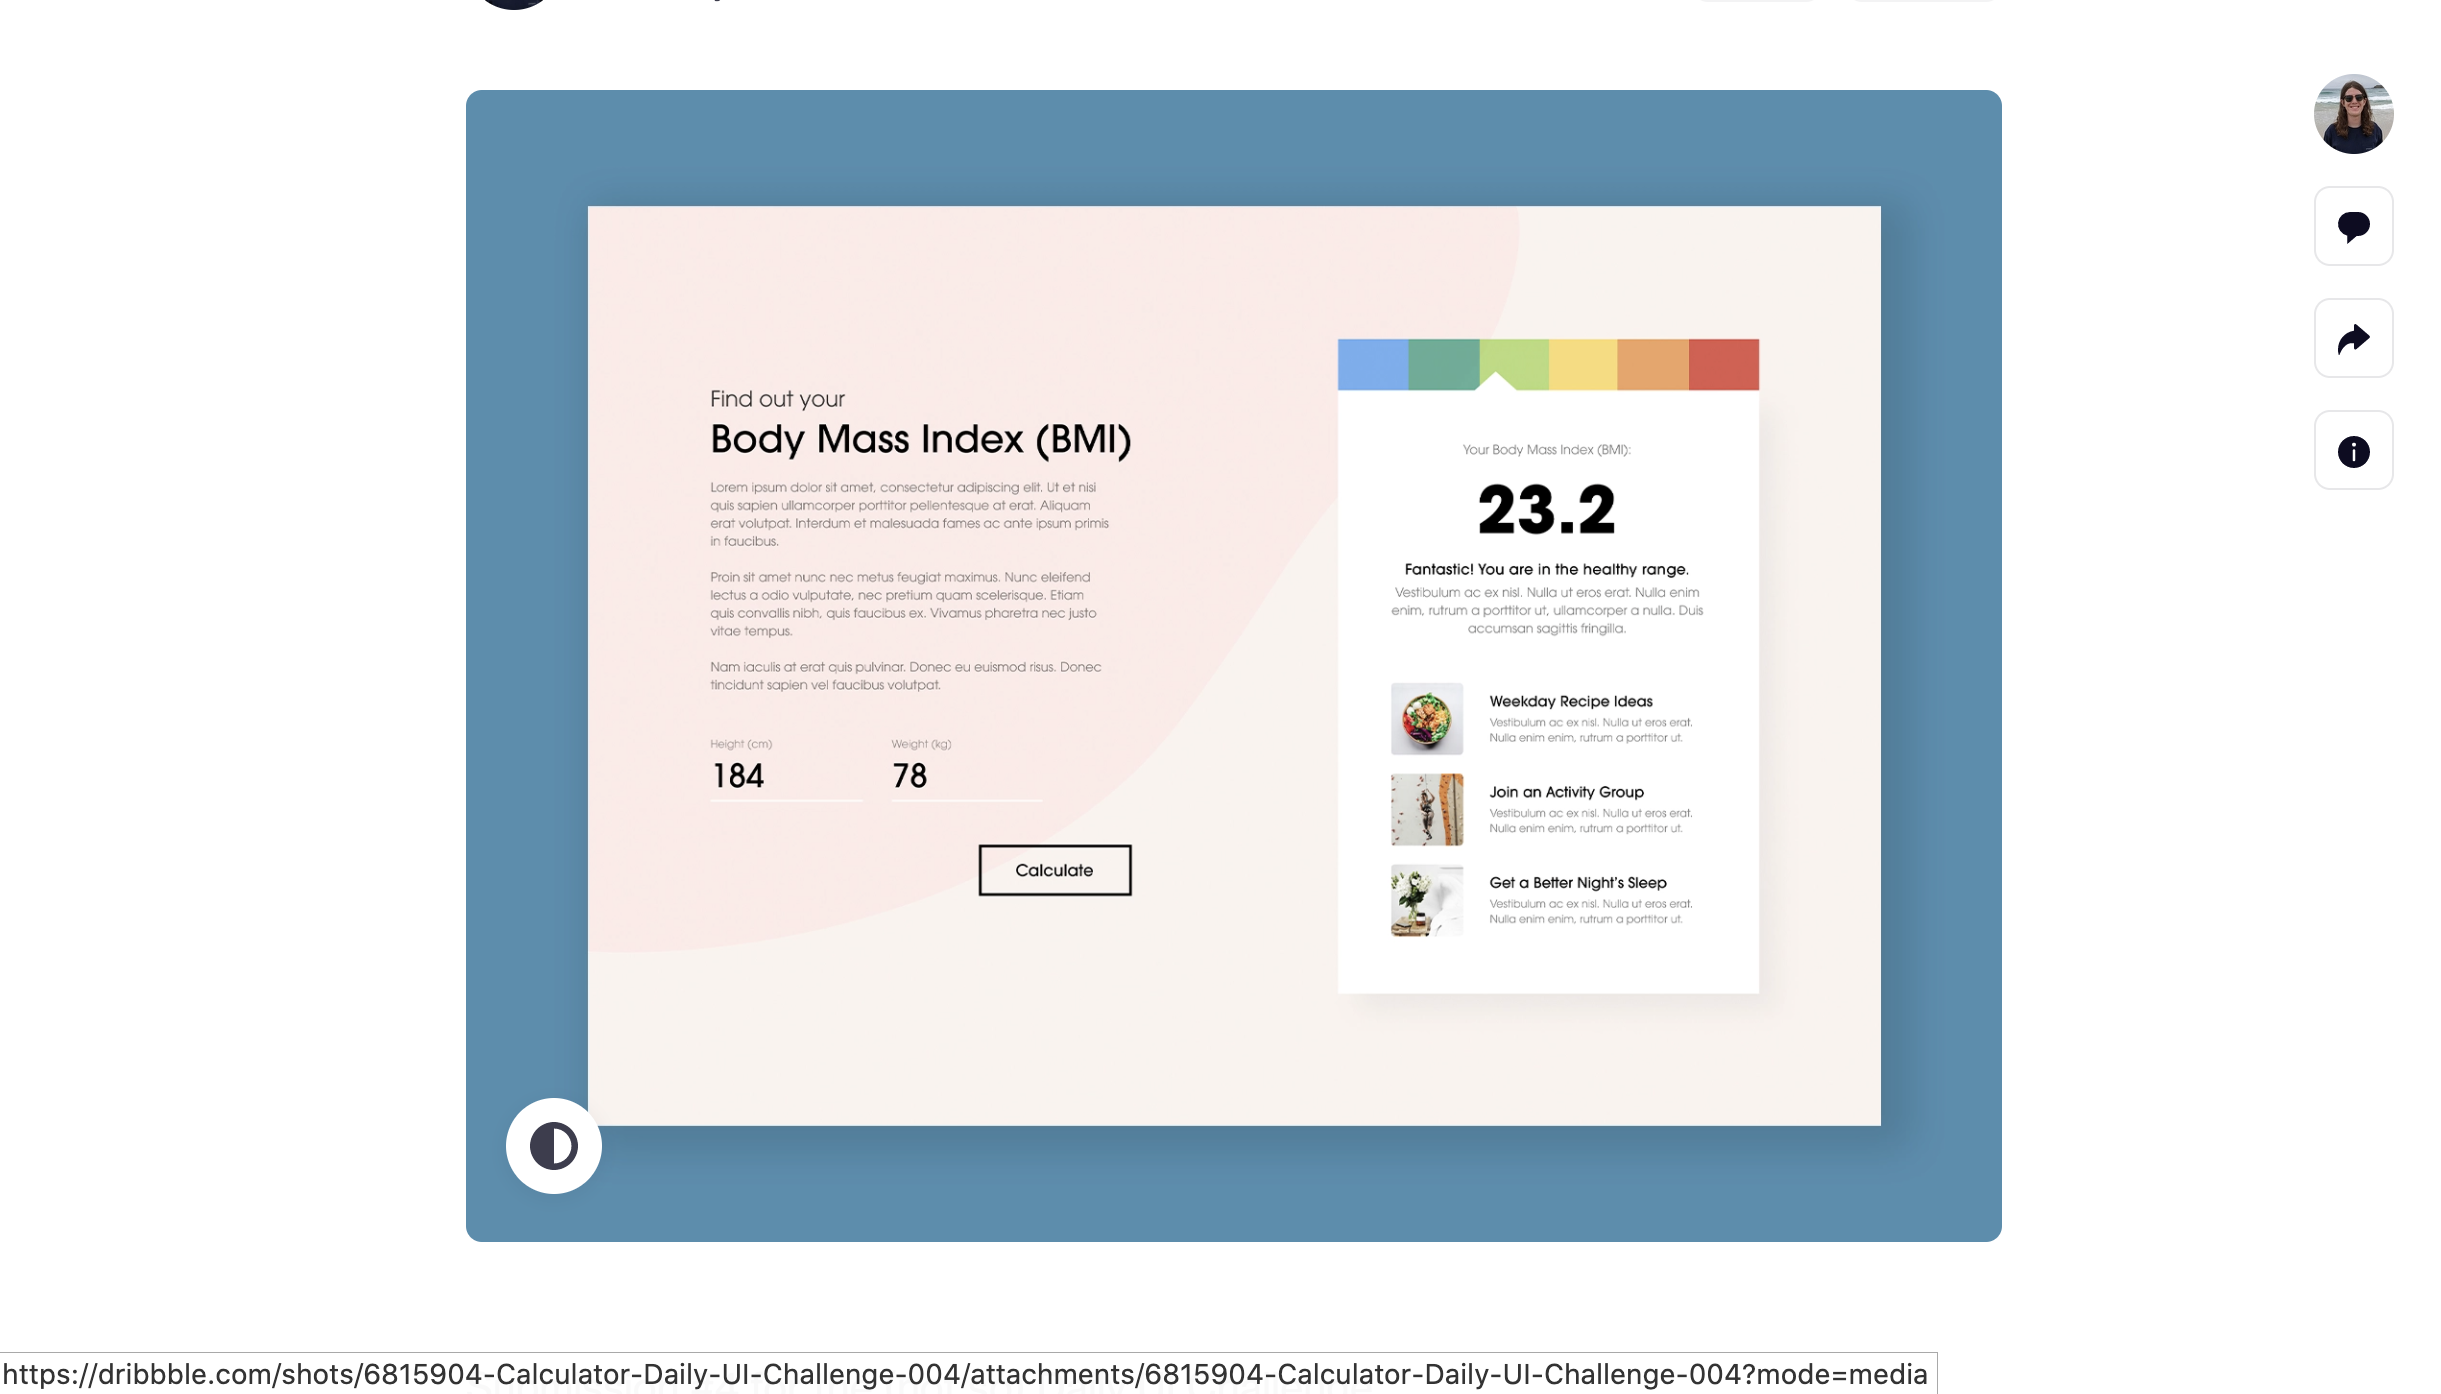 Find out your
Body Mass Index (BMI)
Lorem ipsum dolor sit amet, consectetur adipiscing elit. Ut et nisi
quis sapien ullamcorper porttitor pellentesque at erat. Aliquam
erat volutpat. Interdum et malesuada fames ac ante ipsum primis
in faucibus.
Proin sit amet nunc nec metus feugiat maximus. Nunc eleifend
lectus a odio vulputate, nec pretium quam scelerisque. Etiam
quis convallis nibh, quis faucibus ex. Vivamus pharetra nec justo
vitae tempus.
Nam iaculis at erat quis pulvinar. Donec eu euismod risus. Donec
tincidunt sapien vel faucibus volutpat.
Height (cm)
184
Weight (kg)
78
Calculate
Your Body Mass Index (BMI):
23.2
Fantastic! You are in the healthy range.
Vestibulum ac ex nisl. Nulla ut eros erat. Nulla enim
enim, rutrum a porttitor ut, ullamcorper a nulla. Duis
accumsan sagittis fringilla.
Weekday Recipe Ideas
Vestibulum ac ex nisl. Nulla ut eros erat.
Nulla enim enim, rutrum a porttitor ut.
Join an Activity Group
Vestibulum ac ex nisl. Nulla ut eros erat.
Nulla enim enim, rutrum a porttitor ut.
Get a Better Night's Sleep
Vestibulum ac ex nisl. Nulla ut eros erat.
Nulla enim enim, rutrum a porttitor ut.
https://dribbble.com/shots/6815904-Calculator-Daily-UI-Challenge-004/attachments/6815904-Calculator-Daily-UI-Challenge-004?mode=media